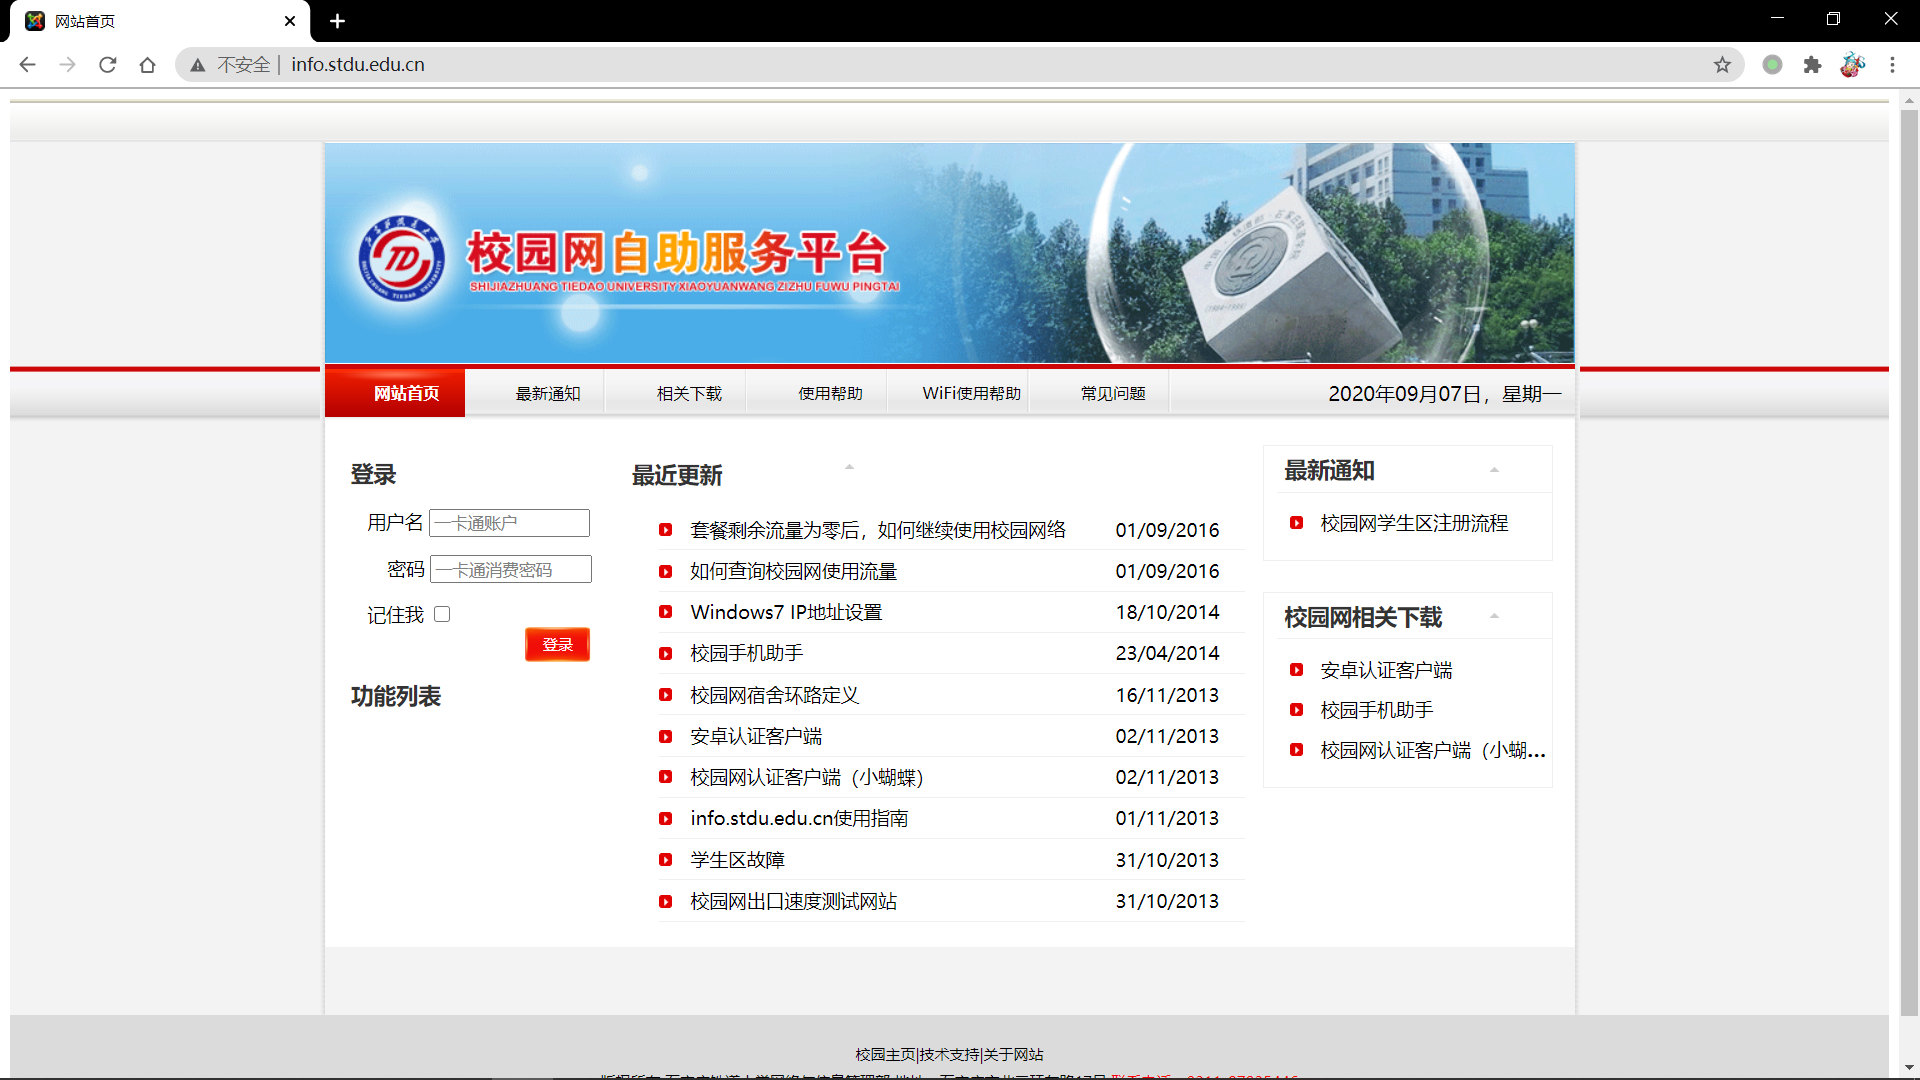 网站首页
不安全 | info.stdu.edu.cn
校园网自助服务平台
SHIJIAZHUANG TIEDAO UNIVERSITY XIAOYUANWANG ZIZHU FUWU PINGTAI
TD
网站首页 最新通知 相关下载 使用帮助 WiFi使用帮助 常见问题 2020年09月07日，星期一
登录
用户名 一卡通账户
密码 一卡通消费密码
记住我
登录
功能列表
最近更新
套餐剩余流量为零后，如何继续使用校园网络 01/09/2016
如何查询校园网使用流量 01/09/2016
Windows7 IP地址设置 18/10/2014
校园手机助手 23/04/2014
校园网宿舍环路定义 16/11/2013
安卓认证客户端 02/11/2013
校园网认证客户端（小蝴蝶） 02/11/2013
info.stdu.edu.cn使用指南 01/11/2013
学生区故障 31/10/2013
校园网出口速度测试网站 31/10/2013
最新通知
校园网学生区注册流程
校园网相关下载
安卓认证客户端
校园手机助手
校园网认证客户端（小蝴...
校园主页|技术支持|关于网站